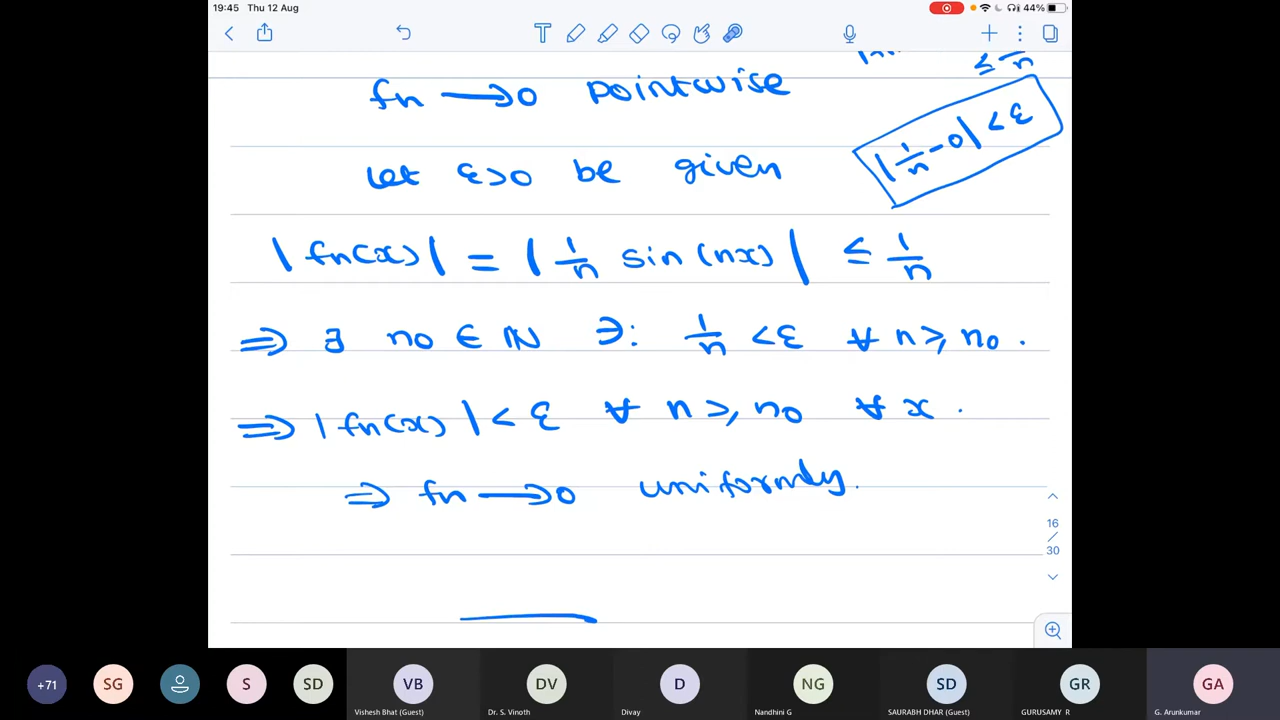 19:45 Thu 12 Aug
44%
T
≤ 1/n
fn ⟶ 0 pointwise
|1/n - 0| < ε
Let ε>0 be given
|fn(x)| = |1/n sin(nx)| ≤ 1/n
⇒ ∃ n0 ∈ ℕ ∋: 1/n < ε ∀ n ≥ n0.
⇒ |fn(x)| < ε ∀ n ≥ n0 ∀ x.
⇒ fn ⟶ 0 uniformly.
16
/
30
+71 SG S SD VB DV D NG SD GR GA
Vishesh Bhat (Guest) Dr. S. Vinoth Divay Nandhini G SAURABH DHAR (Guest) GURUSAMY R G. Arunkumar